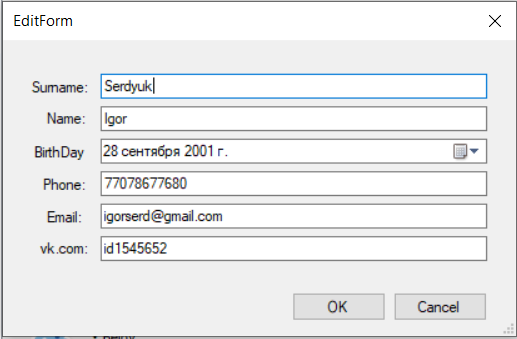 EditForm
Surname: Serdyuk
Name: Igor
BirthDay 28 сентября 2001 г.
Phone: 77078677680
Email: igorserd@gmail.com
vk.com: id1545652
OK Cancel